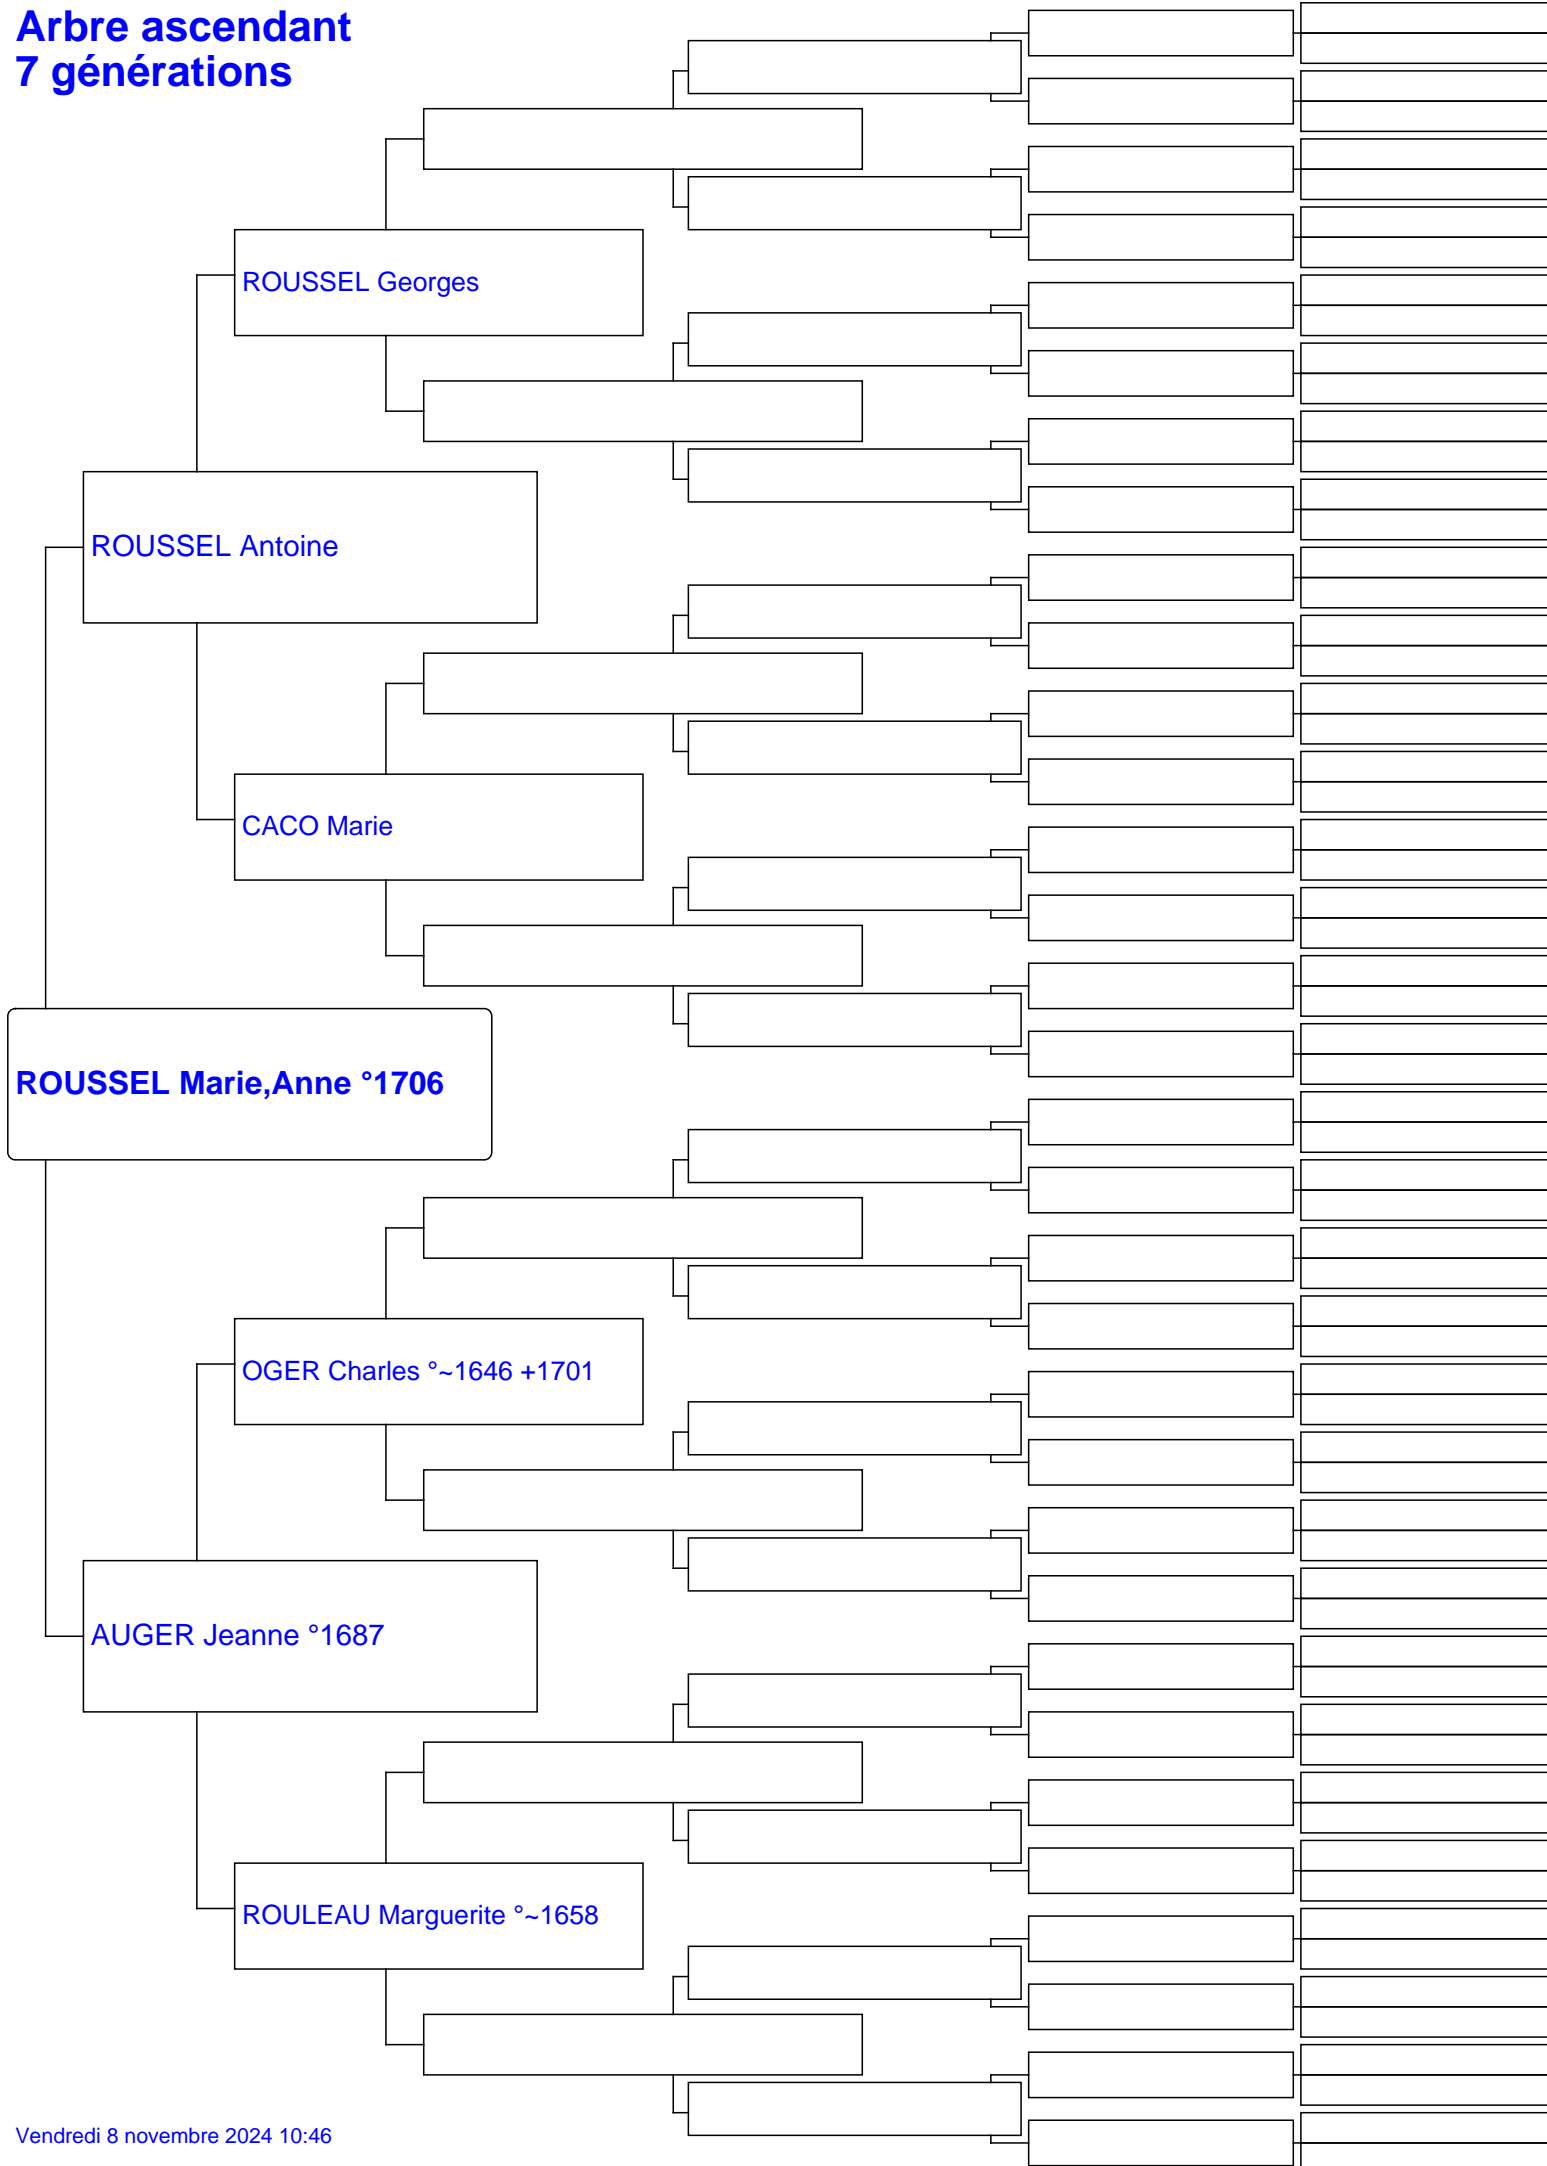 Arbre ascendant
7 générations
ROUSSEL Georges
ROUSSEL Antoine
CACO Marie
ROUSSEL Marie,Anne °1706
OGER Charles °~1646 +1701
AUGER Jeanne °1687
ROULEAU Marguerite °~1658
Vendredi 8 novembre 2024 10:46